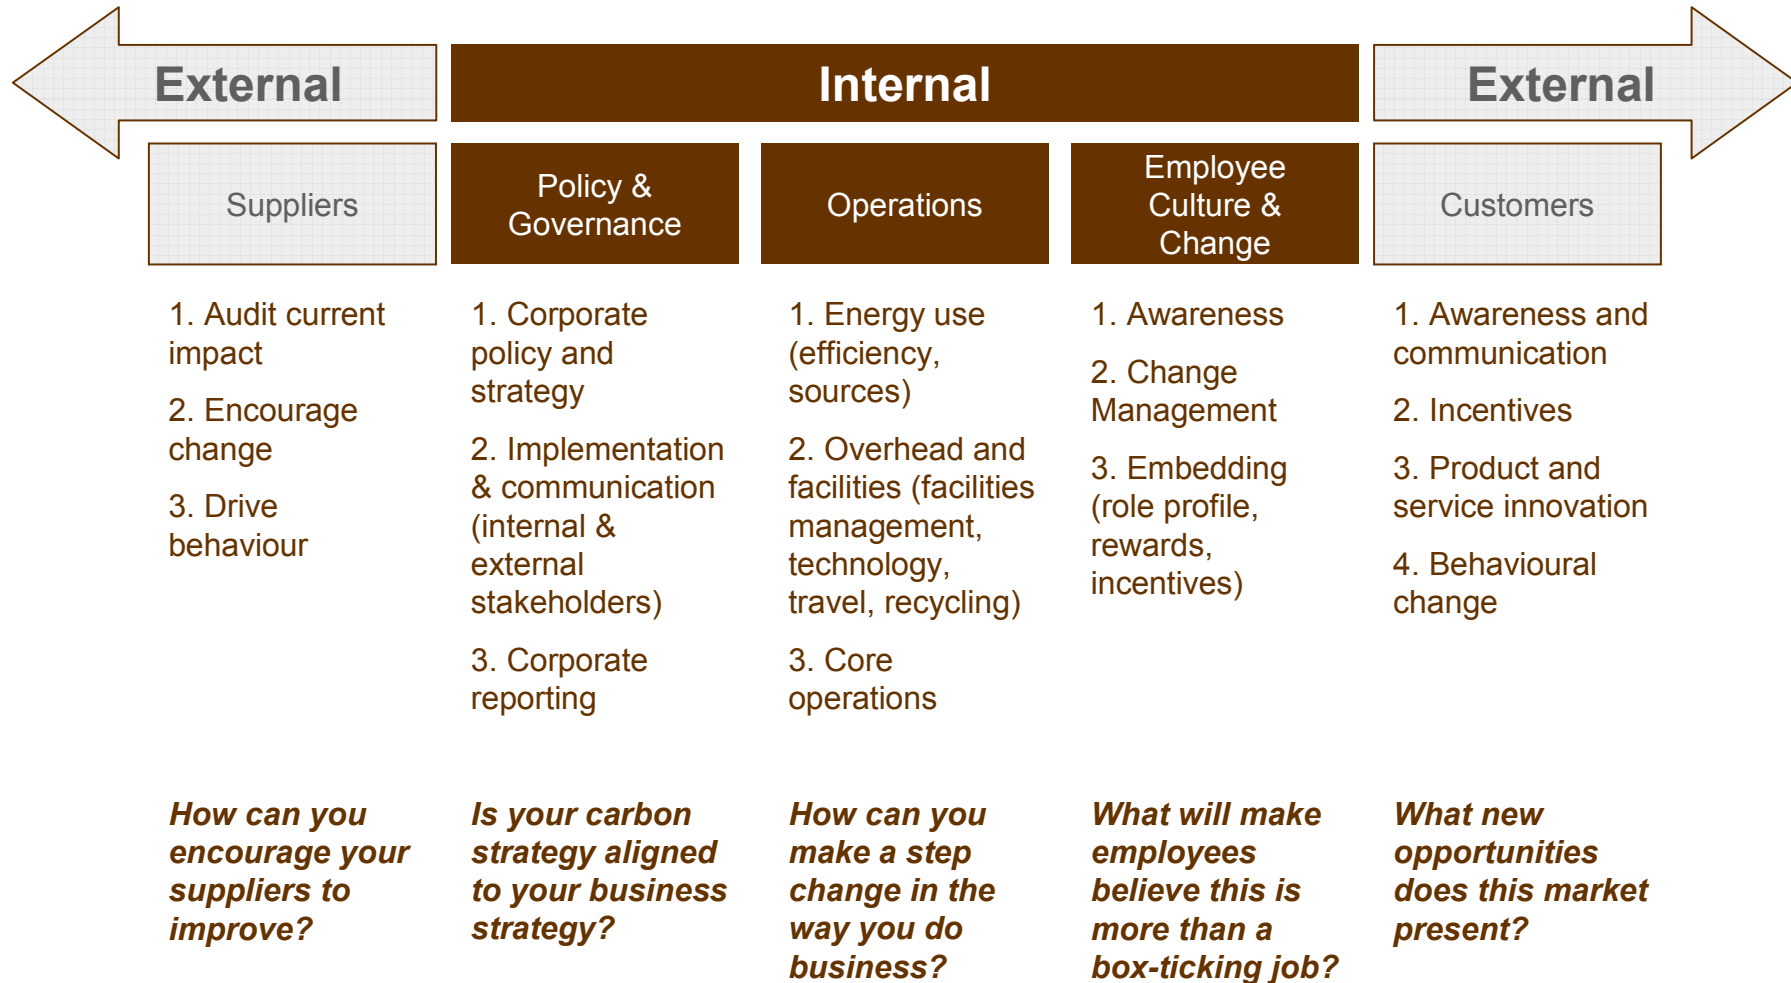 External
Internal
External
Suppliers
Policy &
Governance
Operations
Employee
Culture &
Change
Customers
1. Audit current
impact
2. Encourage
change
3. Drive
behaviour
1. Corporate
policy and
strategy
2. Implementation
& communication
(internal &
external
stakeholders)
3. Corporate
reporting
1. Energy use
(efficiency,
sources)
2. Overhead and
facilities (facilities
management,
technology,
travel, recycling)
3. Core
operations
1. Awareness
2. Change
Management
3. Embedding
(role profile,
rewards,
incentives)
1. Awareness and
communication
2. Incentives
3. Product and
service innovation
4. Behavioural
change
How can you
encourage your
suppliers to
improve?
Is your carbon
strategy aligned
to your business
strategy?
How can you
make a step
change in the
way you do
business?
What will make
employees
believe this is
more than a
box-ticking job?
What new
opportunities
does this market
present?